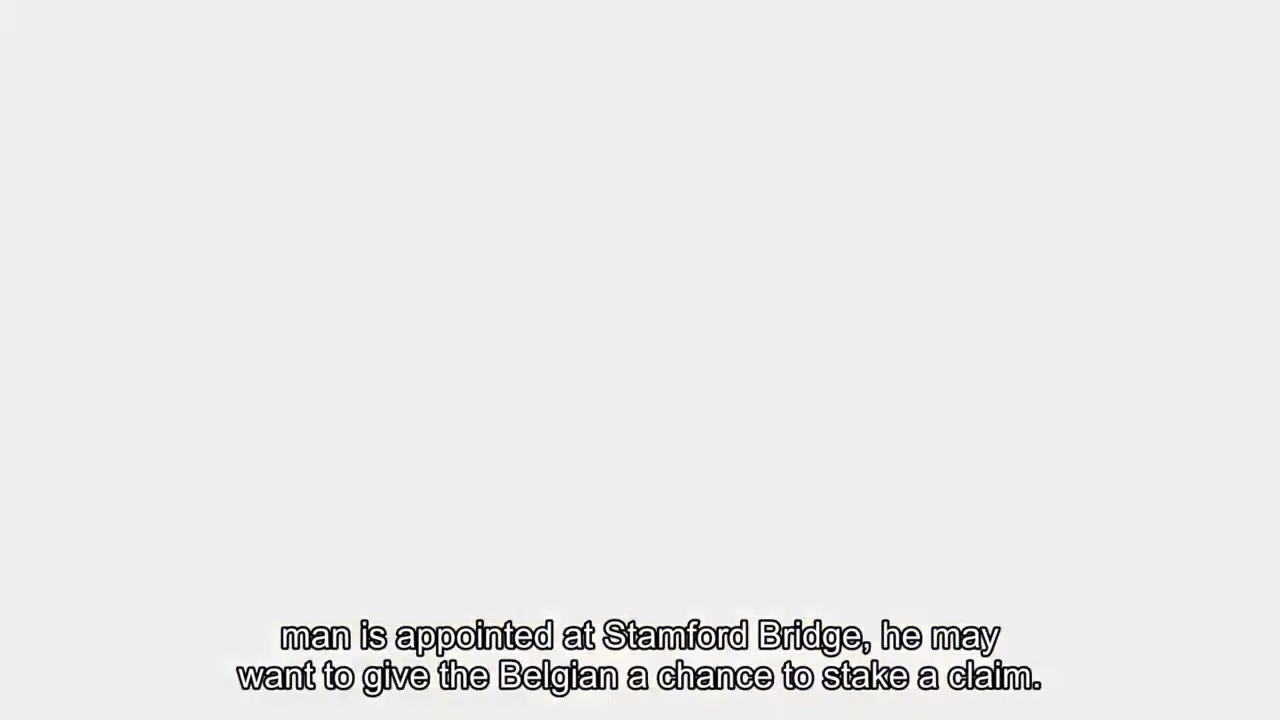 man is appointed at Stamford Bridge, he may
want to give the Belgian a chance to stake a claim.